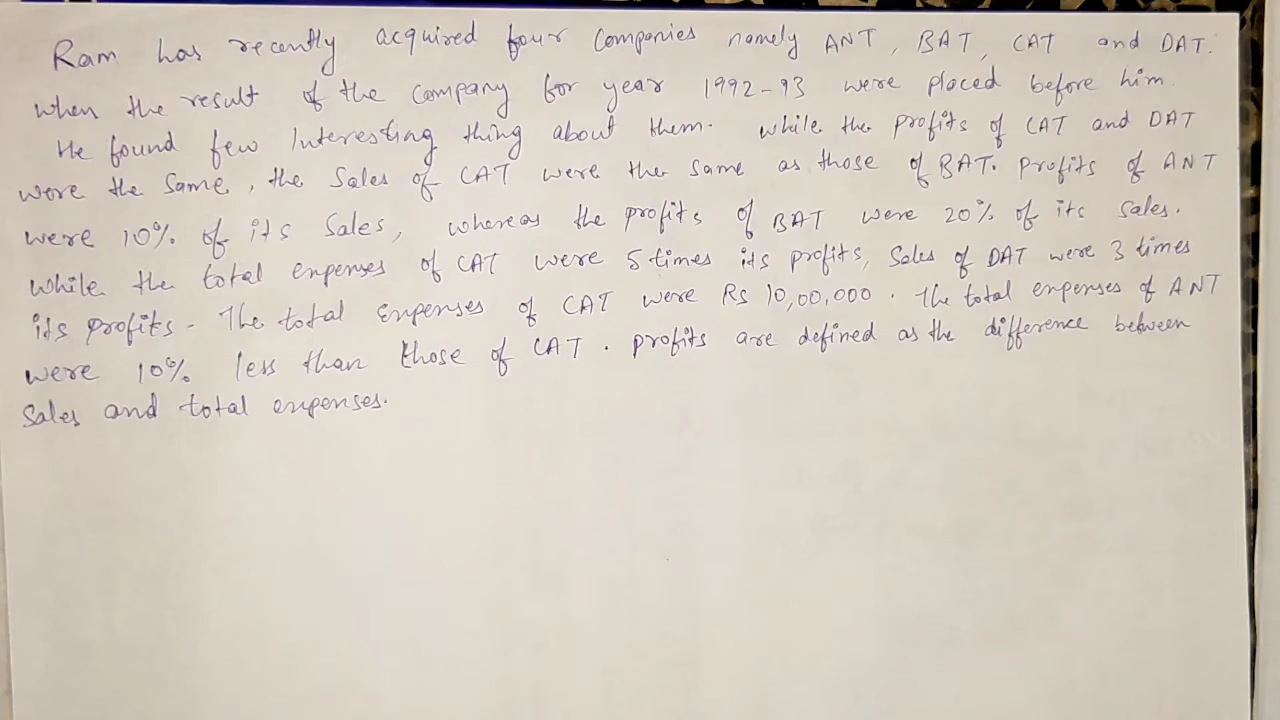 Ram has recently acquired four Companies namely ANT, BAT, CAT and DAT.
When the result of the Company for year 1992-93 were placed before him
He found few Interesting thing about them. While the profits of CAT and DAT
were the same, the Sales of CAT were the same as those of BAT. Profits of ANT
were 10% of its Sales, whereas the profits of BAT were 20% of its Sales.
While the total expenses of CAT were 5 times its profits, Sales of DAT were 3 times
its profits. The total Expenses of CAT were Rs 10,00,000. The total expenses of ANT
were 10% less than those of CAT. profits are defined as the difference between
Sales and total expenses.